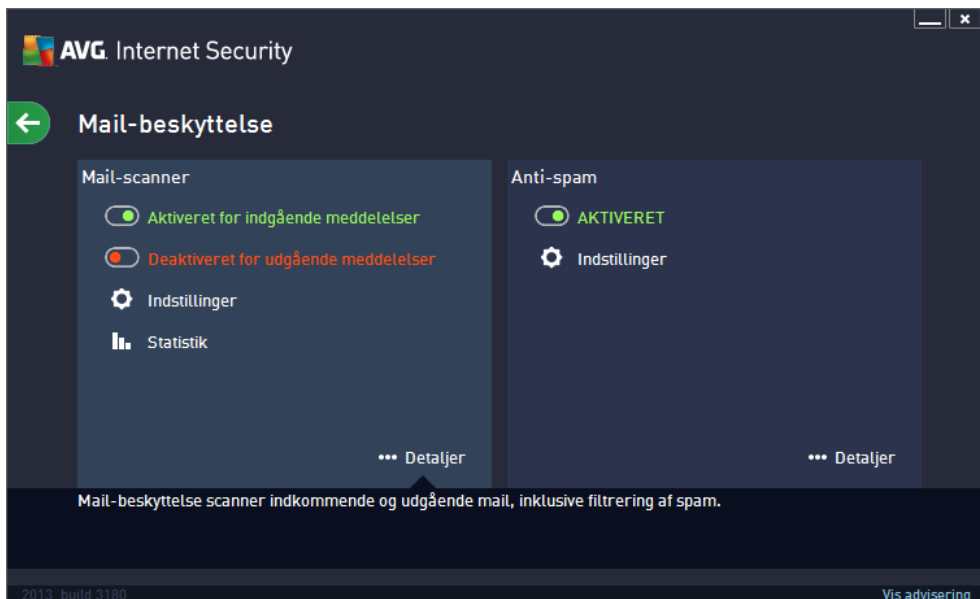 AVG. Internet Security
Mail-beskyttelse
Mail-scanner
Aktiveret for indgående meddelelser
Deaktiveret for udgående meddelelser
Indstillinger
Statistik
Detaljer
Anti-spam
AKTIVERET
Indstillinger
Detaljer
Mail-beskyttelse scanner indkommende og udgående mail, inklusive filtrering af spam.
2013 build 3180
Vis advisering